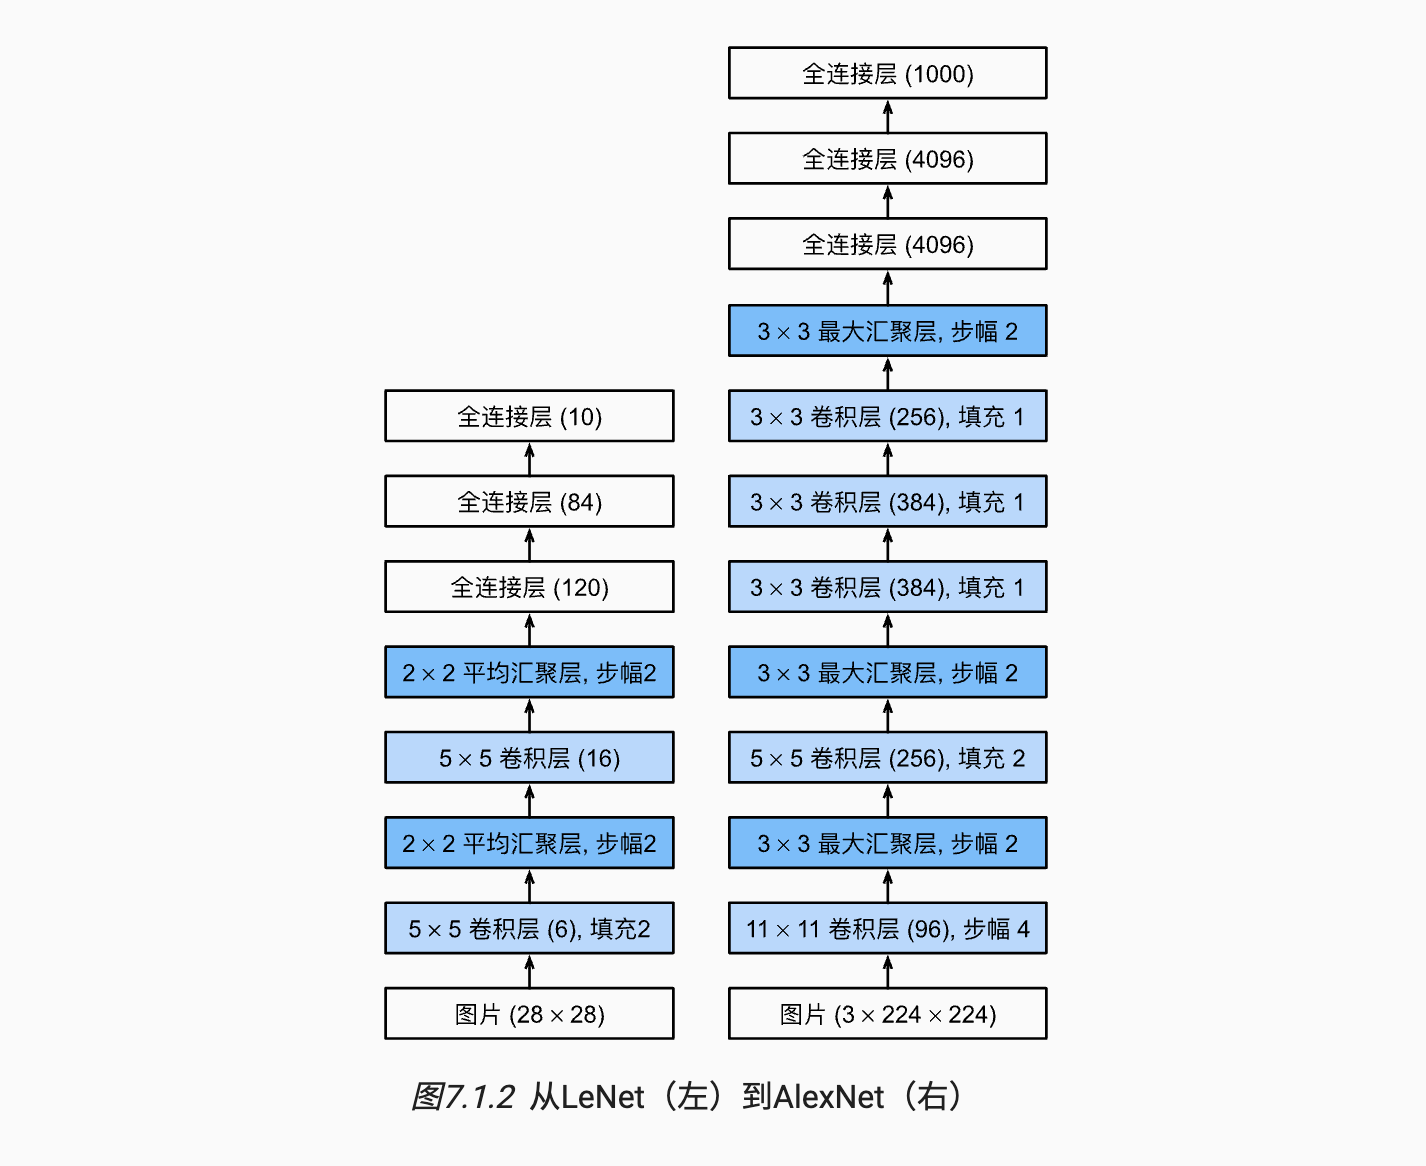 全连接层 (1000)
全连接层 (4096)
全连接层 (4096)
3 × 3 最大汇聚层, 步幅 2
3 × 3 卷积层 (256), 填充 1
3 × 3 卷积层 (384), 填充 1
3 × 3 卷积层 (384), 填充 1
3 × 3 最大汇聚层, 步幅 2
5 × 5 卷积层 (256), 填充 2
3 × 3 最大汇聚层, 步幅 2
11 × 11 卷积层 (96), 步幅 4
图片 (3 × 224 × 224)
全连接层 (10)
全连接层 (84)
全连接层 (120)
2 × 2 平均汇聚层, 步幅2
5 × 5 卷积层 (16)
2 × 2 平均汇聚层, 步幅2
5 × 5 卷积层 (6), 填充2
图片 (28 × 28)
图7.1.2 从LeNet（左）到AlexNet（右）